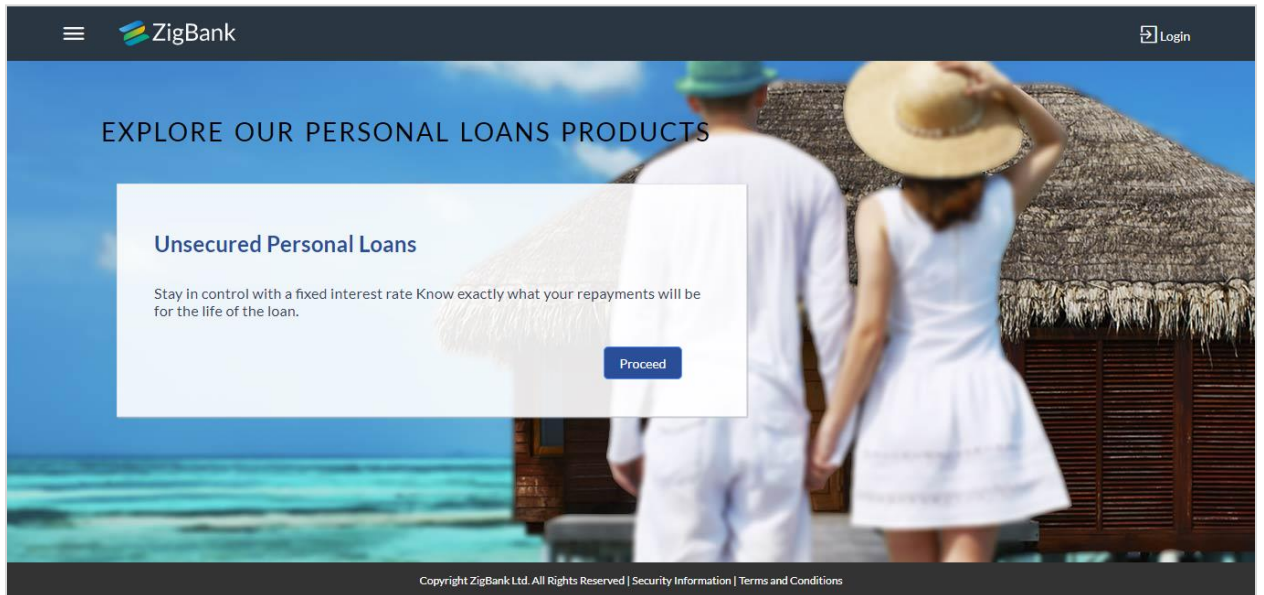 ZigBank
Login
EXPLORE OUR PERSONAL LOANS PRODUCTS
Unsecured Personal Loans
Stay in control with a fixed interest rate Know exactly what your repayments will be
for the life of the loan.
Proceed
Copyright ZigBank Ltd. All Rights Reserved | Security Information | Terms and Conditions